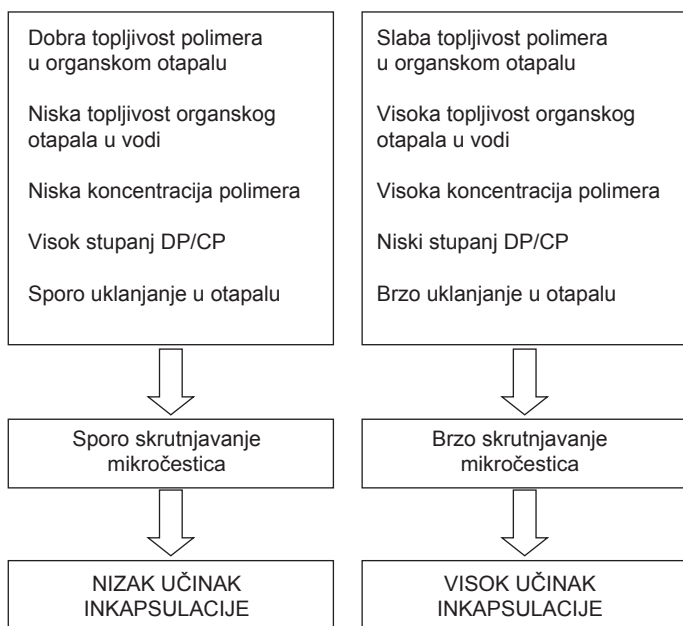 Dobra topljivost polimera
u organskom otapalu
Niska topljivost organskog
otapala u vodi
Niska koncentracija polimera
Visok stupanj DP/CP
Sporo uklanjanje u otapalu
Sporo skrutnjavanje
mikročestica
NIZAK UČINAK
INKAPSULACIJE
Slaba topljivost polimera
u organskom otapalu
Visoka topljivost organskog
otapala u vodi
Visoka koncentracija polimera
Niski stupanj DP/CP
Brzo uklanjanje u otapalu
Brzo skrutnjavanje
mikročestica
VISOK UČINAK
INKAPSULACIJE